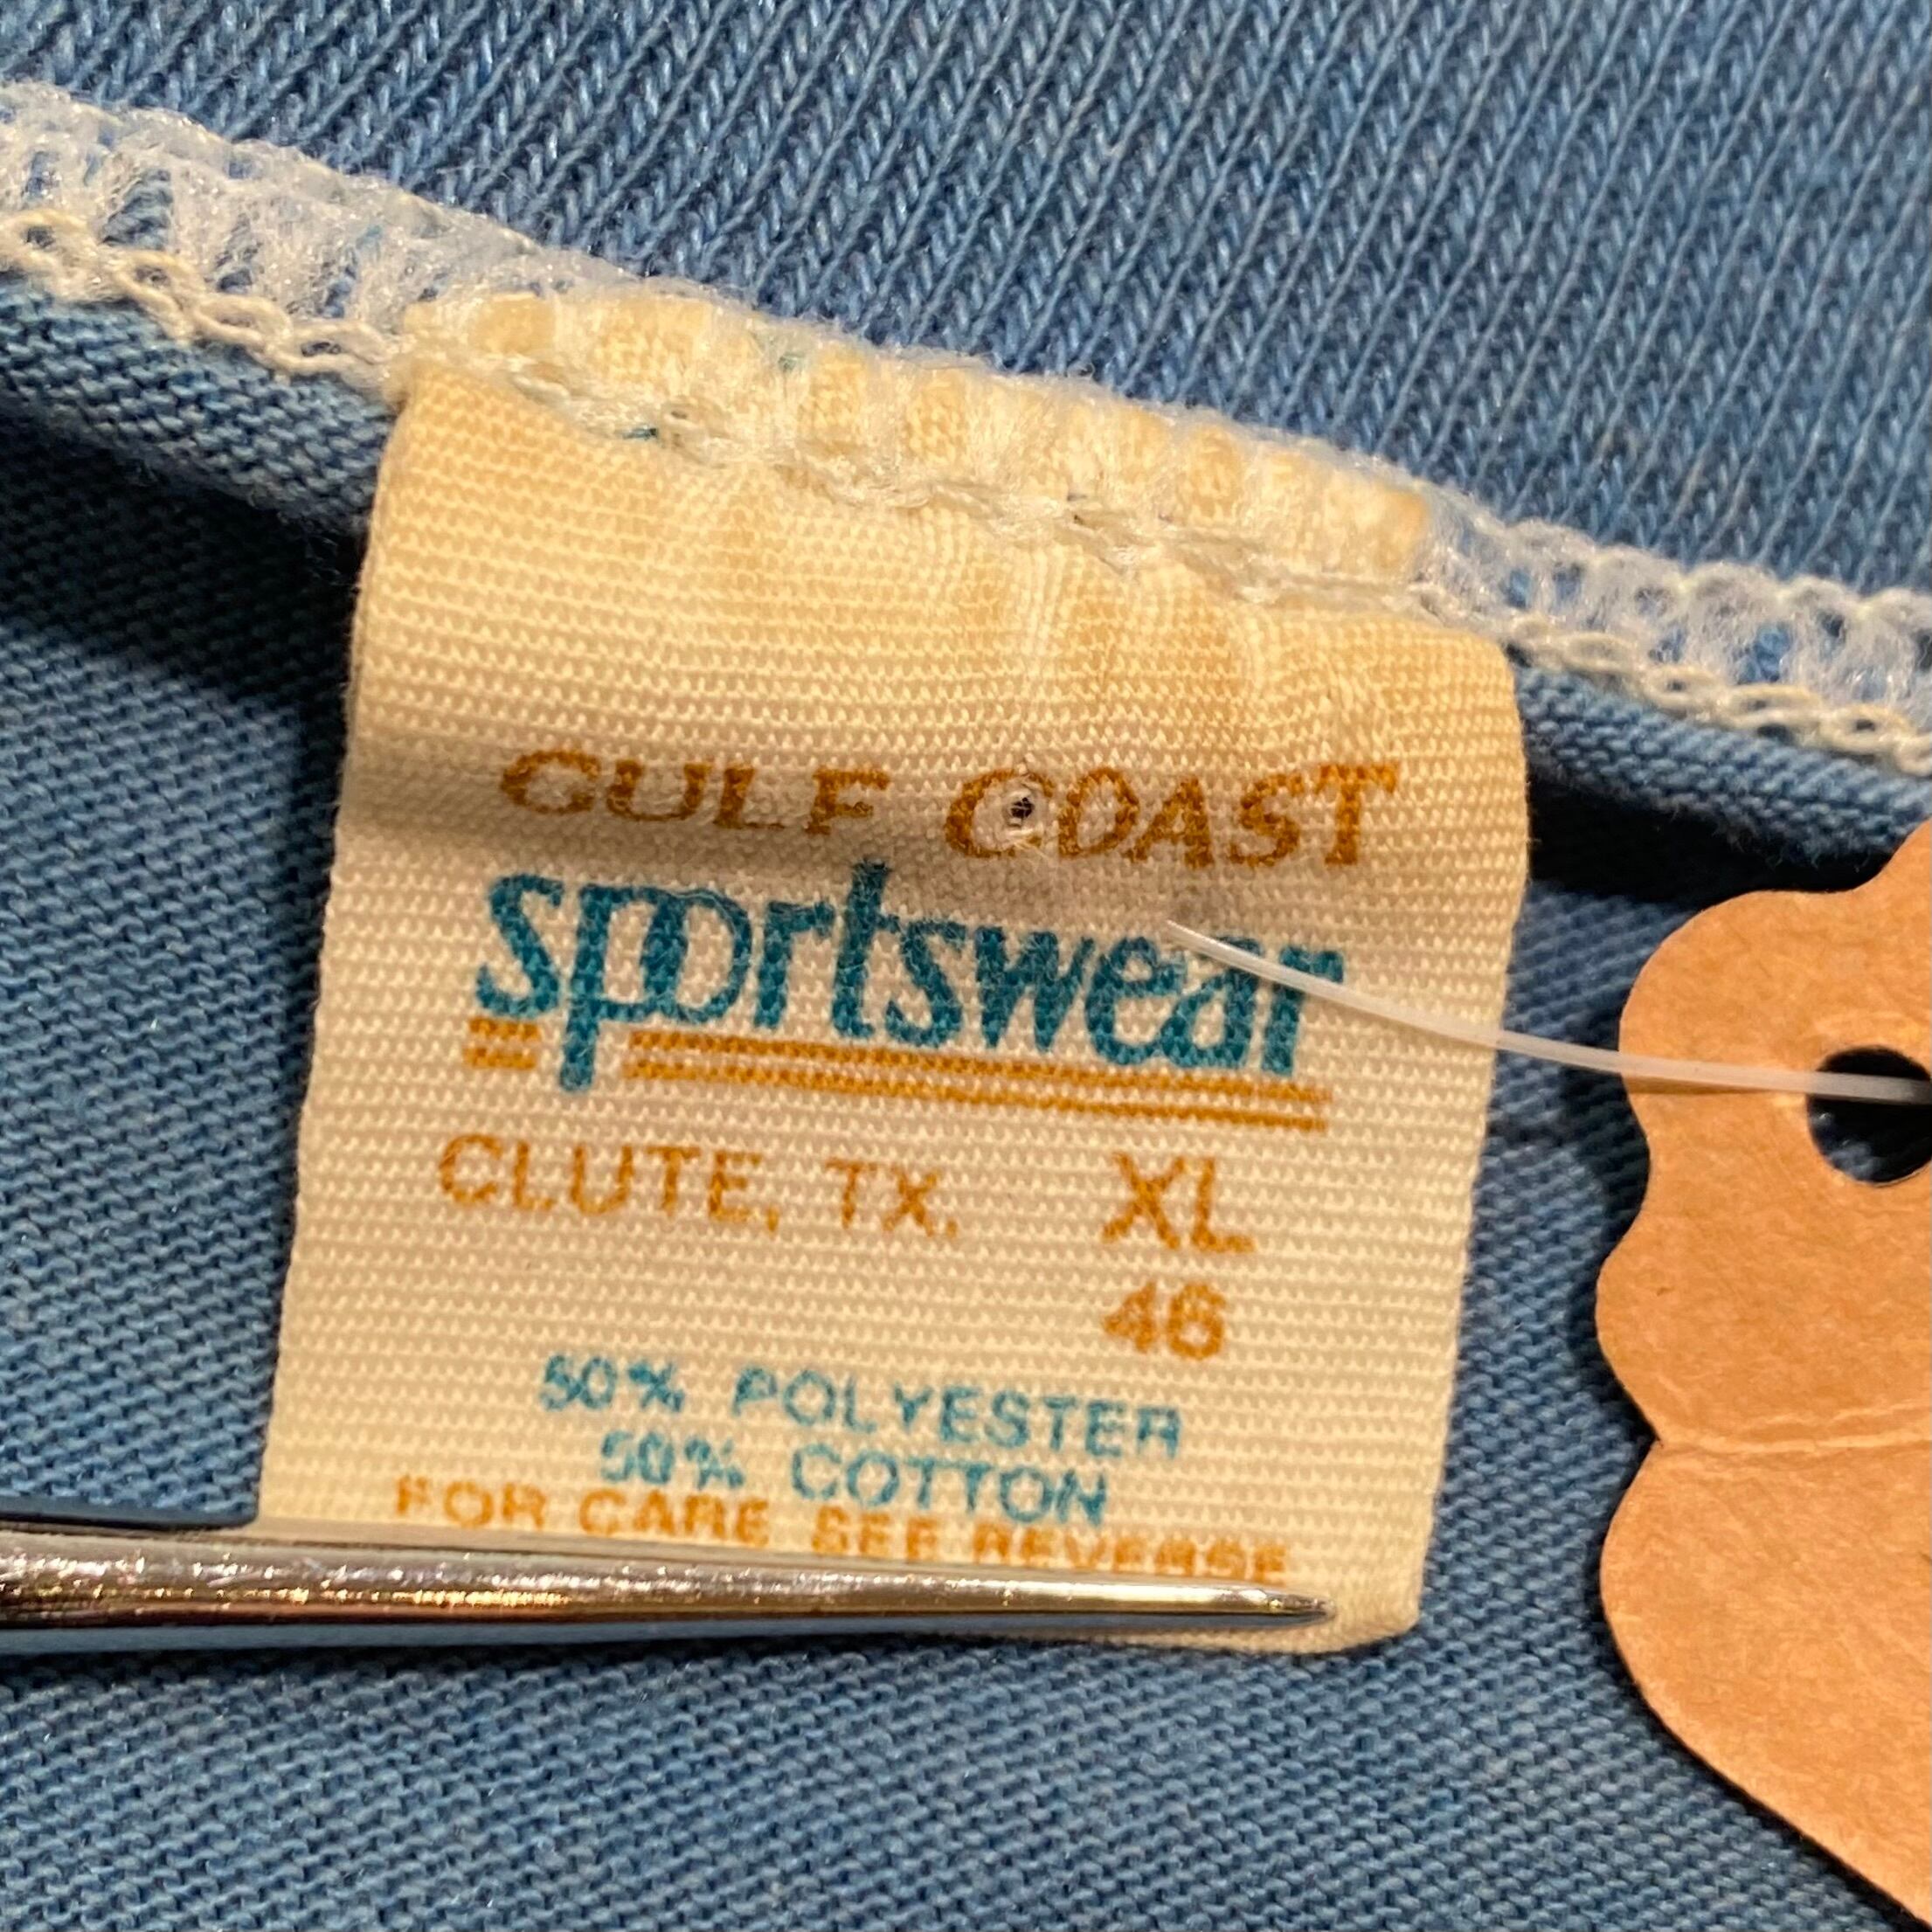 GULF COAST
sportswear
CLUTE, TX. XL
46
50% POLYESTER
50% COTTON
FOR CARE SEE REVERSE